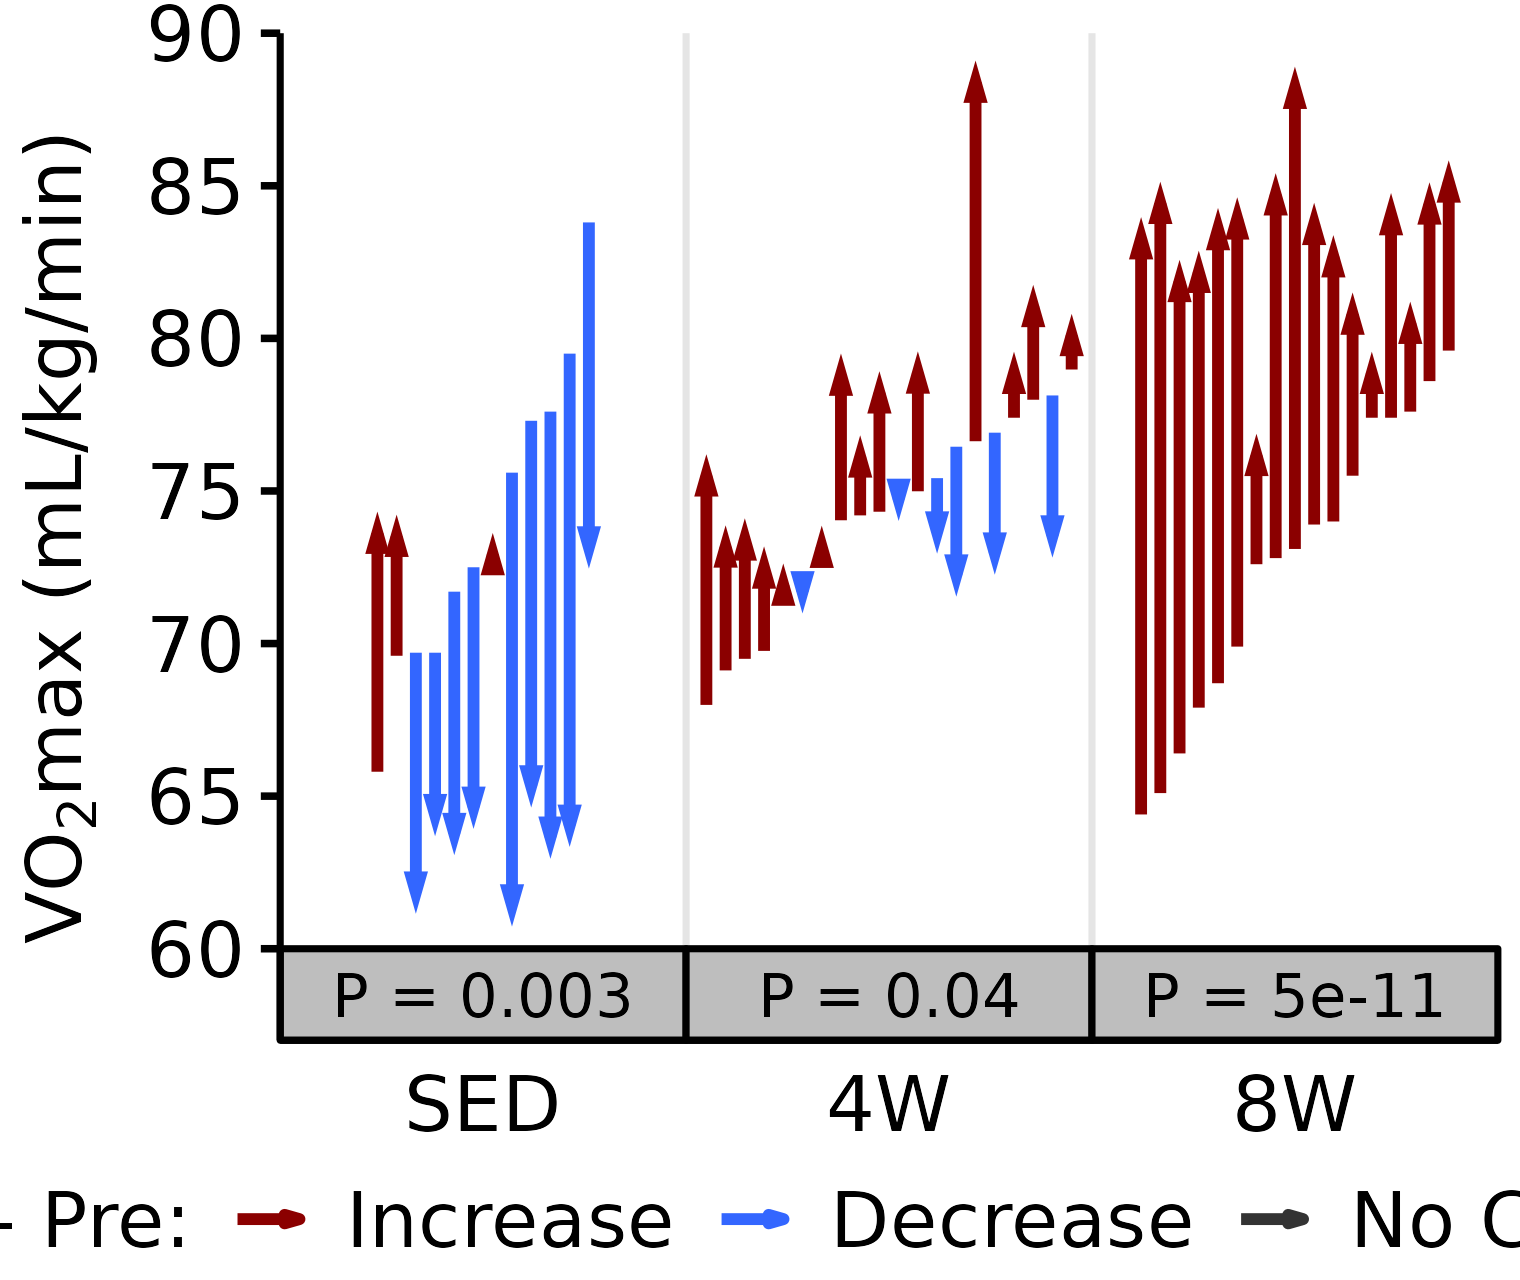 VO₂max (mL/kg/min)
90
85
80
75
70
65
60
P = 0.003 P = 0.04 P = 5e-11
SED 4W 8W
- Pre: Increase Decrease No